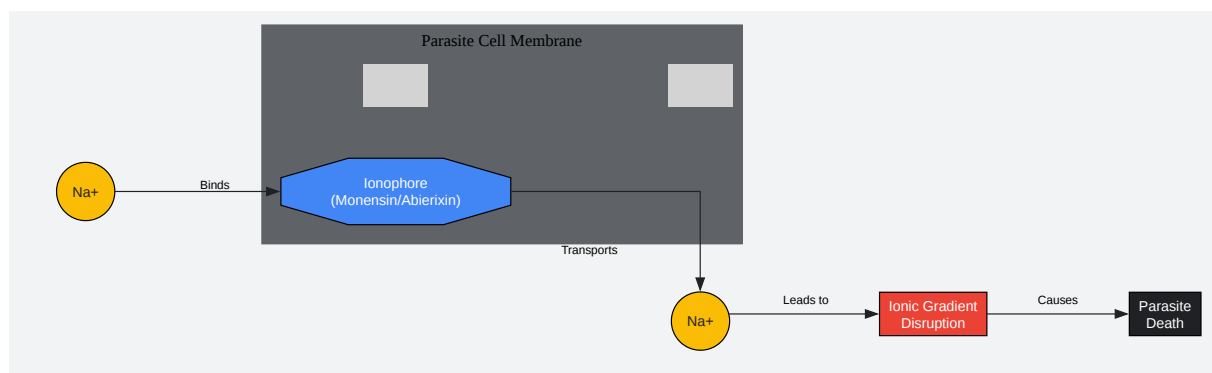 Parasite Cell Membrane
Na+
Binds
Ionophore
(Monensin/Abierixin)
Transports
Na+
Leads to
Ionic Gradient
Disruption
Causes
Parasite
Death